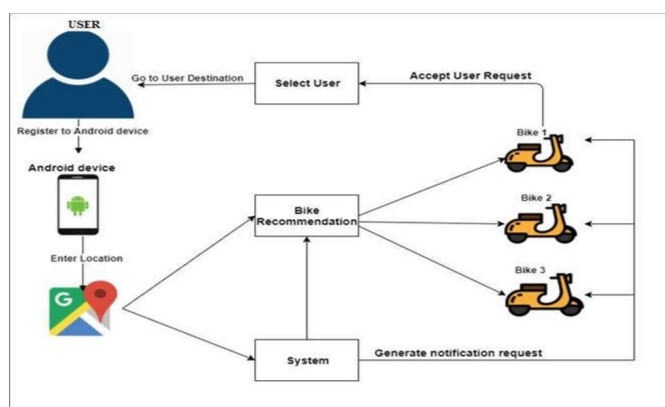 USER
Go to User Destination
Select User
Accept User Request
Register to Android device
Bike 1
Android device
Bike 2
Bike
Recommendation
Enter Location
Bike 3
G
System
Generate notification request